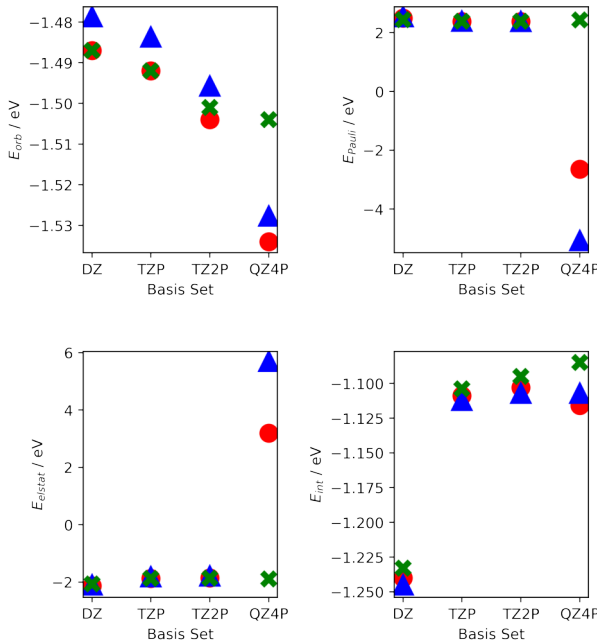 −1.48
−1.49
−1.50
−1.51
−1.52
−1.53
E_orb / eV
DZ TZP TZ2P QZ4P
Basis Set
2
0
−2
−4
E_Pauli / eV
DZ TZP TZ2P QZ4P
Basis Set
6
4
2
0
−2
E_elstat / eV
DZ TZP TZ2P QZ4P
Basis Set
−1.100
−1.125
−1.150
−1.175
−1.200
−1.225
−1.250
E_int / eV
DZ TZP TZ2P QZ4P
Basis Set